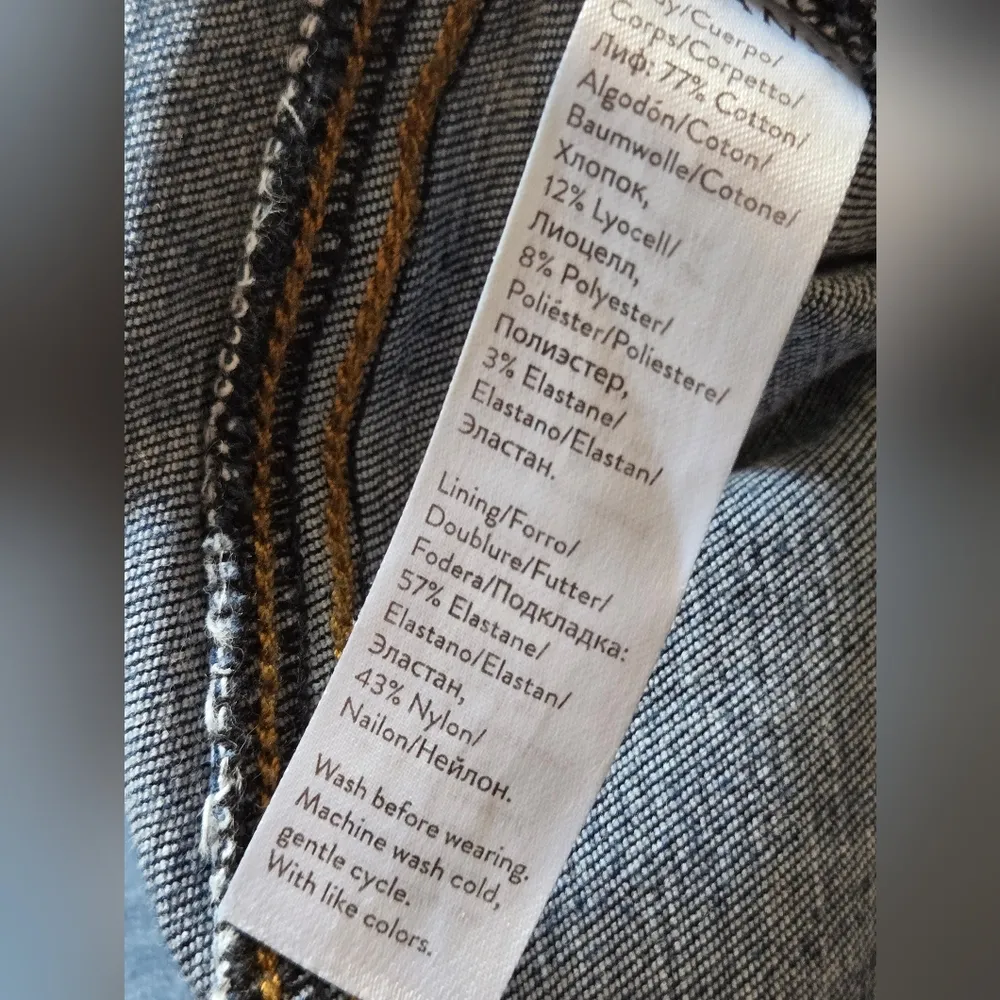 Corps/Corpetto/
Лиф: 77% Cotton/
Algodón/Coton/
Baumwolle/Cotone/
Хлопок,
12% Lyocell/
Лиоцелл,
8% Polyester/
Poliéster/Poliestere/
Полиэстер,
3% Elastane/
Elastano/Elastan/
Эластан.
Lining/Forro/
Doublure/Futter/
Fodera/Подкладка:
57% Elastane/
Elastano/Elastan/
Эластан,
43% Nylon/
Nailon/Нейлон.
Wash before wearing.
Machine wash cold,
gentle cycle.
With like colors.